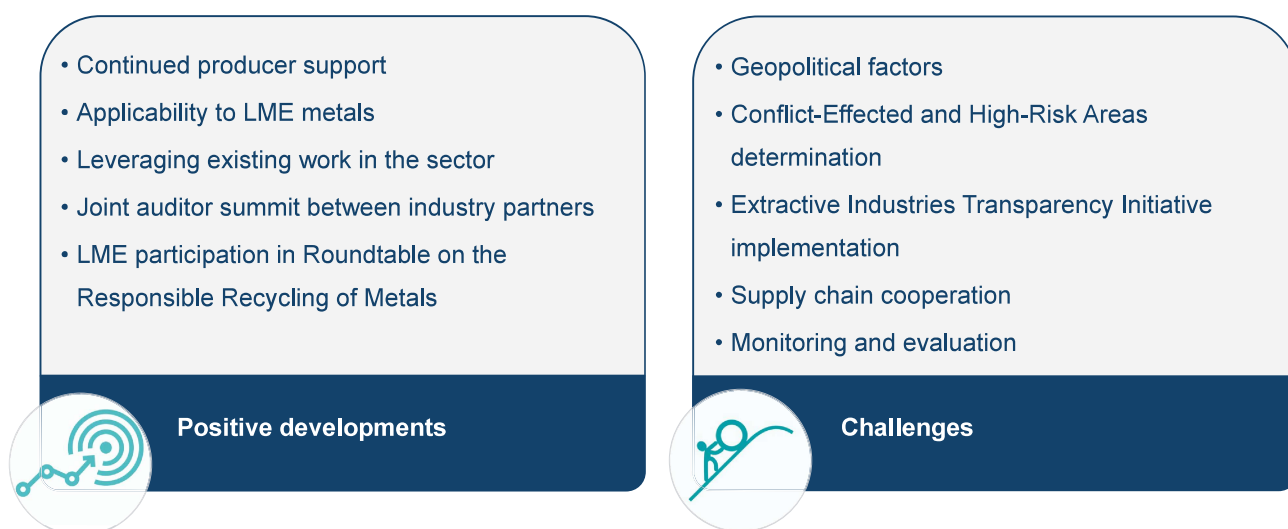 • Continued producer support
• Applicability to LME metals
• Leveraging existing work in the sector
• Joint auditor summit between industry partners
• LME participation in Roundtable on the
Responsible Recycling of Metals
Positive developments
• Geopolitical factors
• Conflict-Effected and High-Risk Areas
determination
• Extractive Industries Transparency Initiative
implementation
• Supply chain cooperation
• Monitoring and evaluation
Challenges